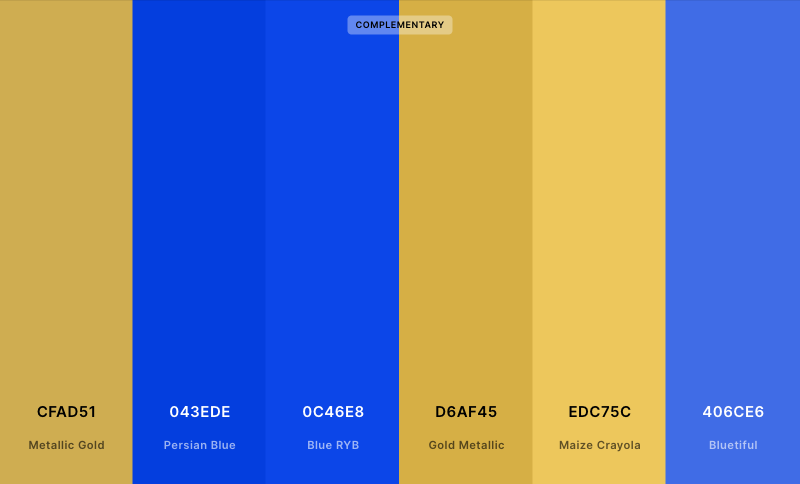 COMPLEMENTARY
CFAD51
043EDE
0C46E8
D6AF45
EDC75C
406CE6
Metallic Gold
Persian Blue
Blue RYB
Gold Metallic
Maize Crayola
Bluetiful